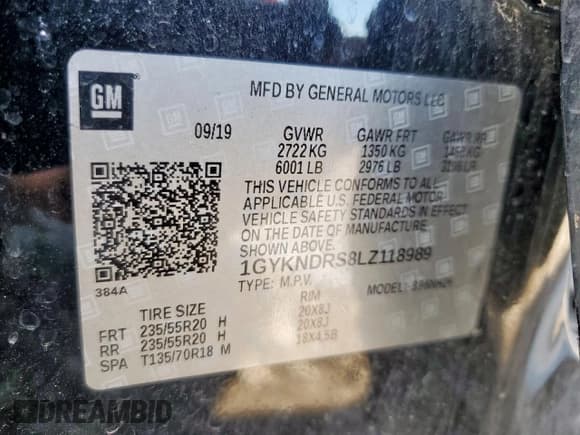 GM
MFD BY GENERAL MOTORS LLC
09/19 GVWR GAWR FRT GAWR RR
2722 KG 1350 KG
6001 LB 2976 LB
THIS VEHICLE CONFORMS TO ALL
APPLICABLE U.S. FEDERAL MOTOR
VEHICLE SAFETY STANDARDS IN EFFECT
ON THE DATE OF MANUFACTURE
SHOWN ABOVE.
1GYKNDRS8LZ118989
TYPE: M.P.V. MODEL:
384A
TIRE SIZE RIM
FRT 235/55R20 H 20X8J
RR 235/55R20 H 20X8J
SPA T135/70R18 M 18X4.5B
DREAMBID